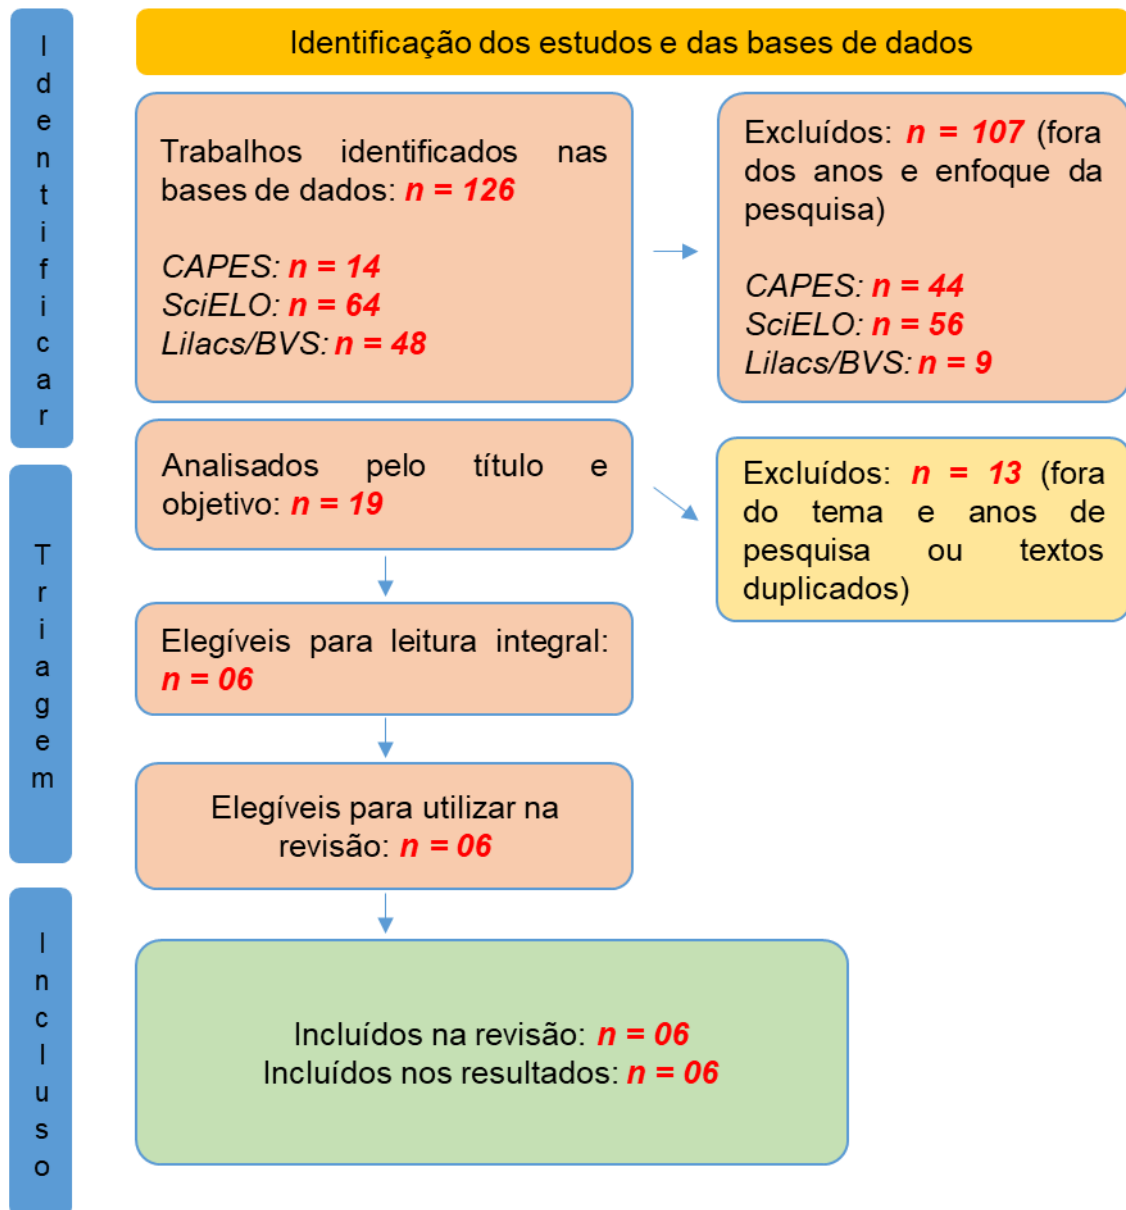 Identificar
Identificação dos estudos e das bases de dados
Trabalhos identificados nas
bases de dados: n = 126
CAPES: n = 14
SciELO: n = 64
Lilacs/BVS: n = 48
Excluídos: n = 107 (fora
dos anos e enfoque da
pesquisa)
CAPES: n = 44
SciELO: n = 56
Lilacs/BVS: n = 9
Triagem
Analisados pelo título e
objetivo: n = 19
Excluídos: n = 13 (fora
do tema e anos de
pesquisa ou textos
duplicados)
Elegíveis para leitura integral:
n = 06
Elegíveis para utilizar na
revisão: n = 06
Incluso
Incluídos na revisão: n = 06
Incluídos nos resultados: n = 06